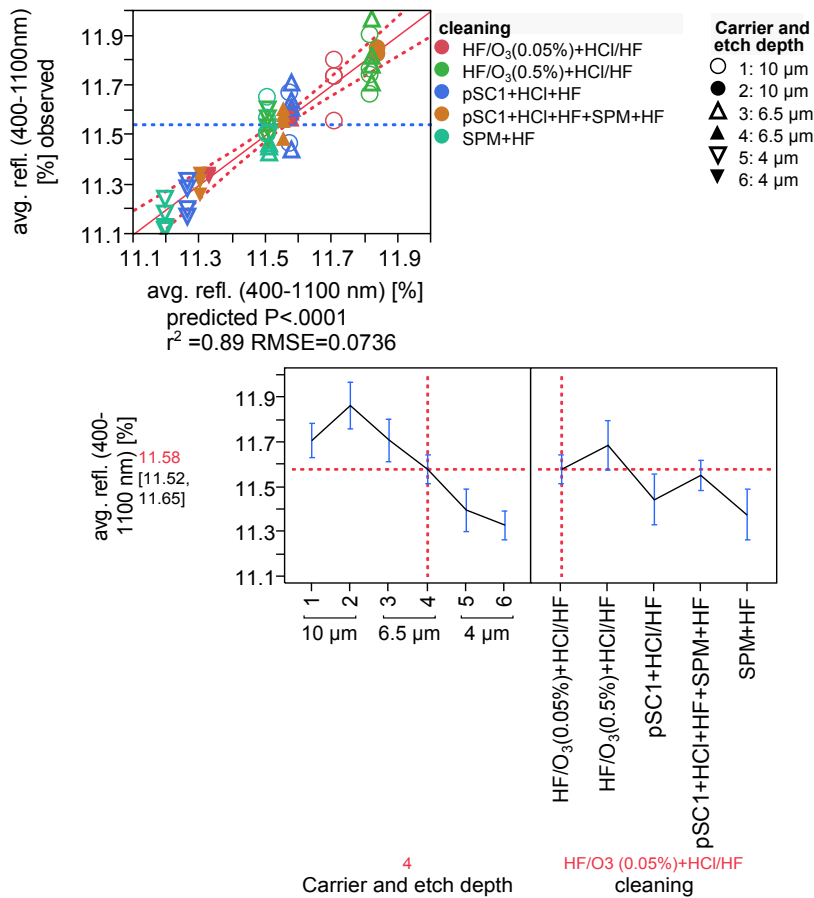 avg. refl. (400-1100nm)
[%] observed
11.9
11.7
11.5
11.3
11.1
11.1 11.3 11.5 11.7 11.9
avg. refl. (400-1100 nm) [%]
predicted P<.0001
r² =0.89 RMSE=0.0736
cleaning
HF/O₃(0.05%)+HCl/HF
HF/O₃(0.5%)+HCl/HF
pSC1+HCl+HF
pSC1+HCl+HF+SPM+HF
SPM+HF
Carrier and
etch depth
1: 10 µm
2: 10 µm
3: 6.5 µm
4: 6.5 µm
5: 4 µm
6: 4 µm
avg. refl. (400-
1100 nm) [%]
11.58
[11.52,
11.65]
11.9
11.7
11.5
11.3
11.1
1 2 3 4 5 6
10 µm 6.5 µm 4 µm
HF/O₃(0.05%)+HCl/HF
HF/O₃(0.5%)+HCl/HF
pSC1+HCl/HF
pSC1+HCl+HF+SPM+HF
SPM+HF
4
Carrier and etch depth
HF/O3 (0.05%)+HCl/HF
cleaning